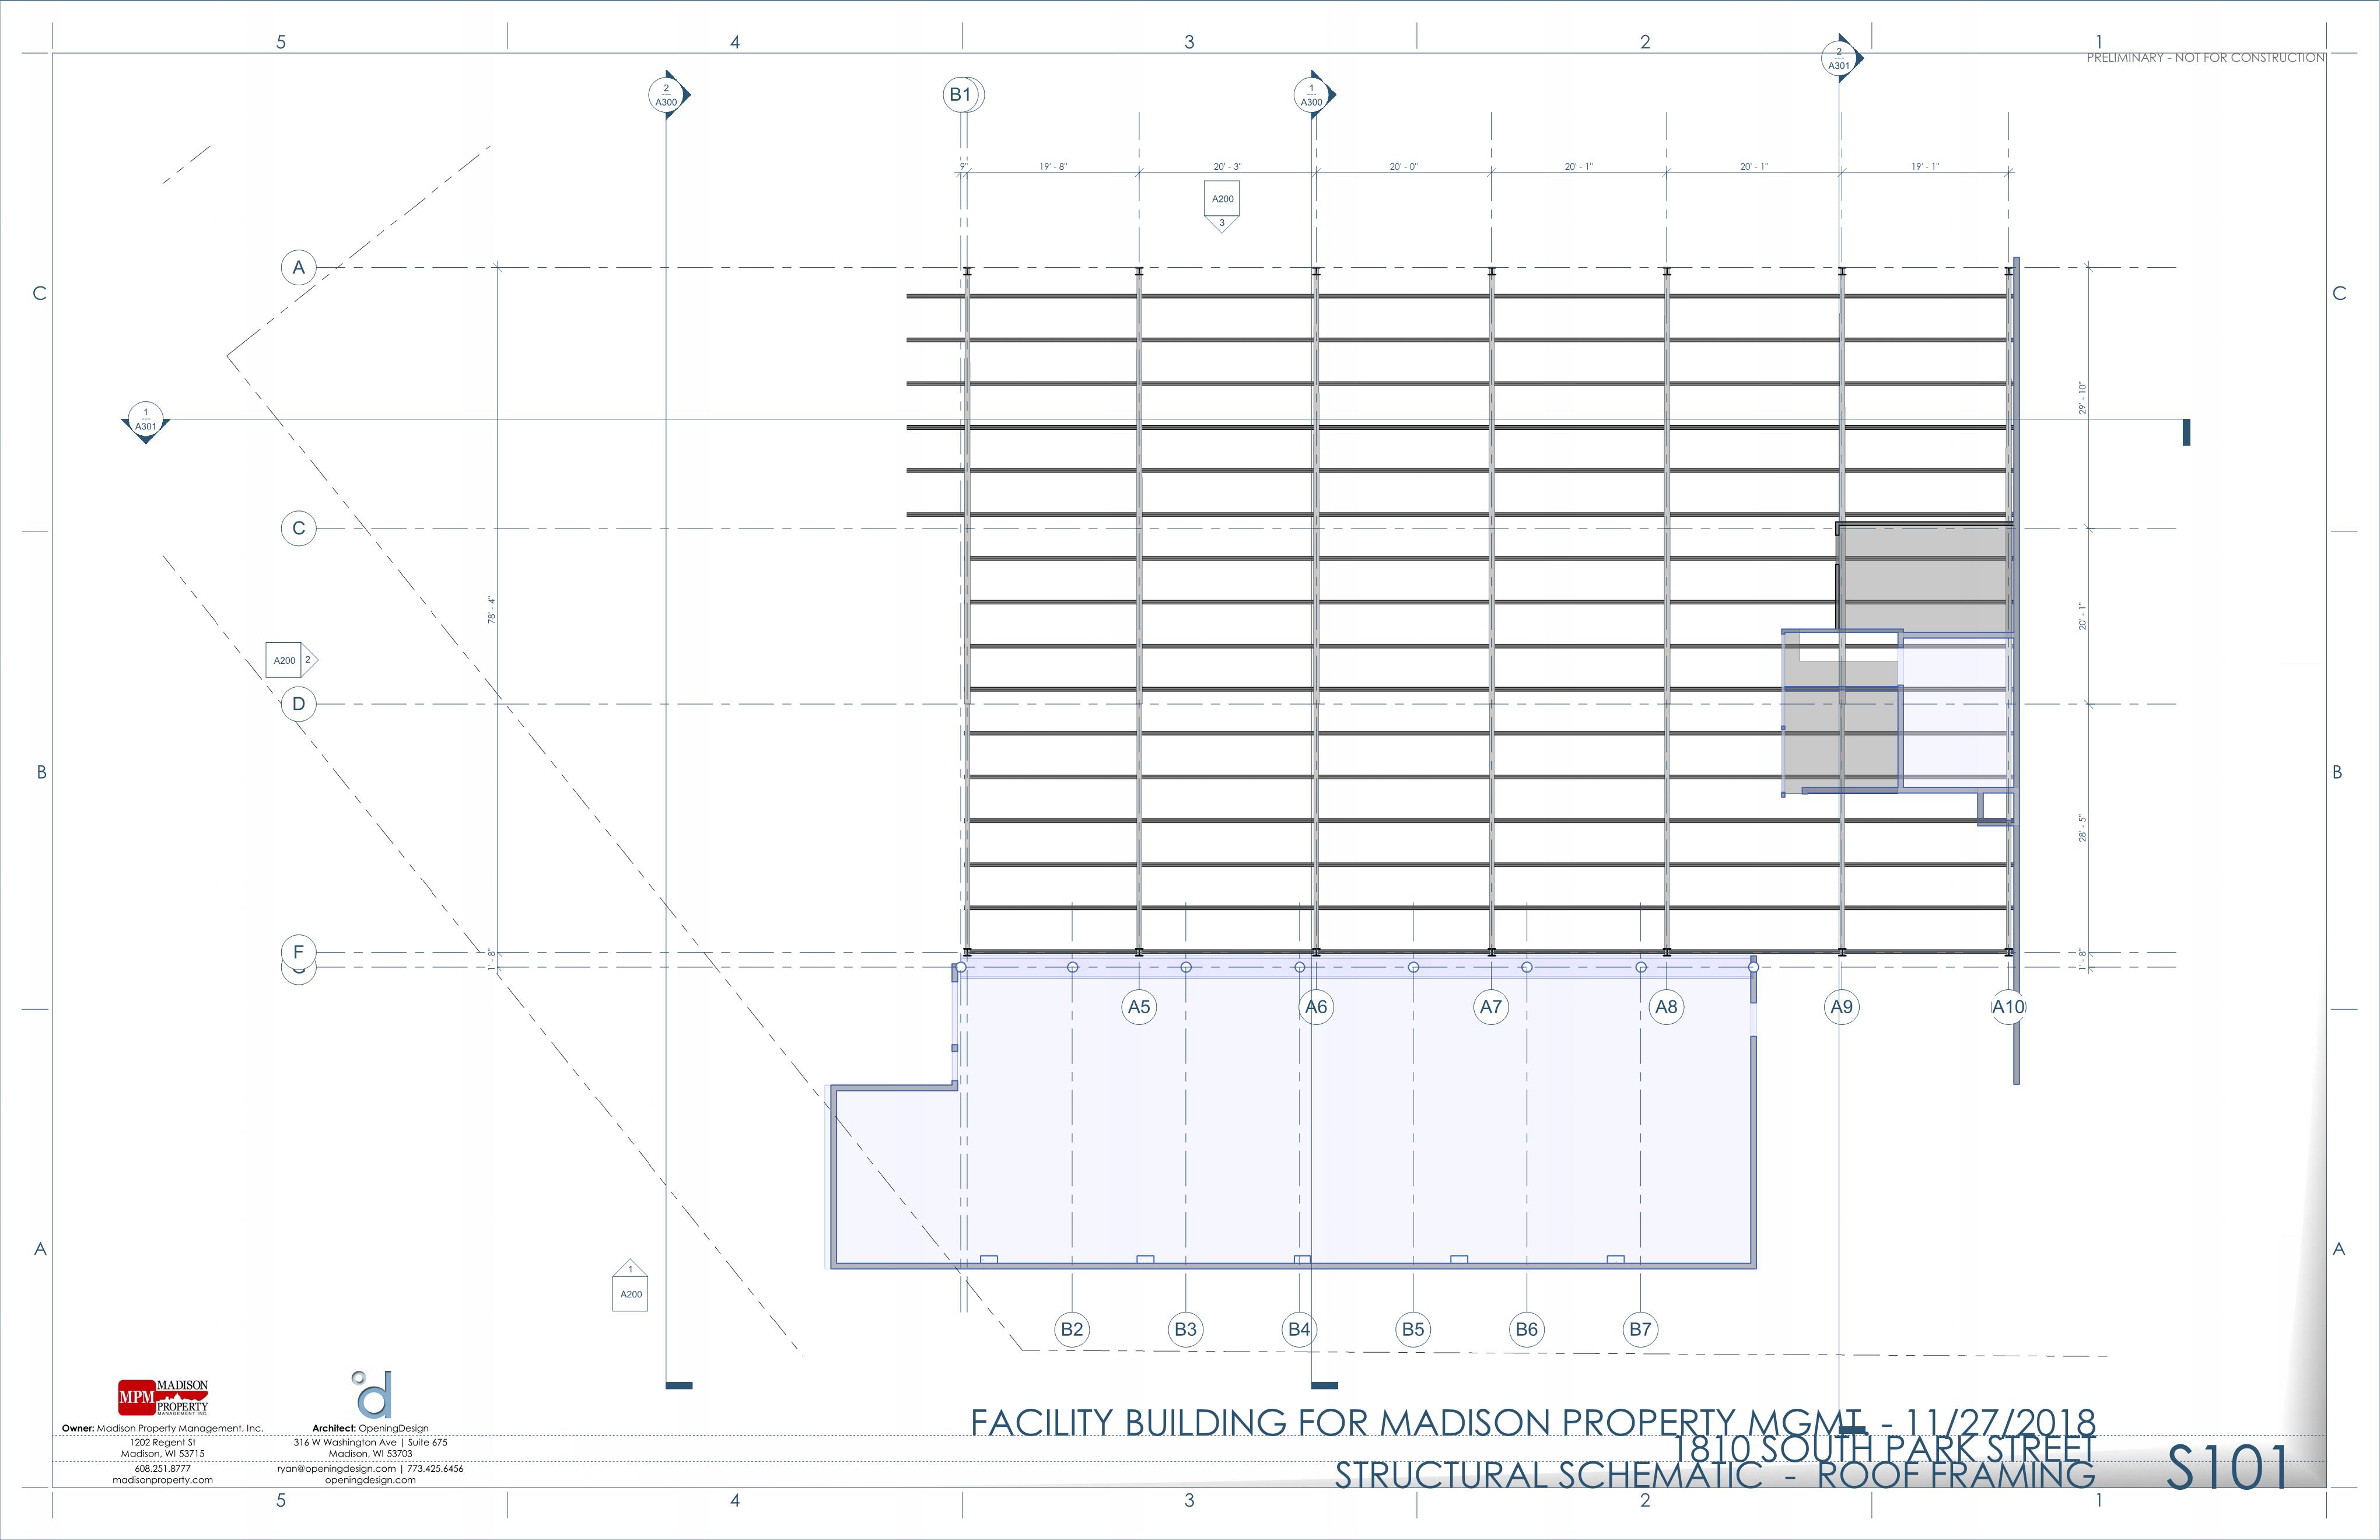 5 4 3 2 1
PRELIMINARY - NOT FOR CONSTRUCTION
2
A301
2
A300
B1
1
A300
9"
19' - 8"
20' - 3"
20' - 0"
20' - 1"
20' - 1"
19' - 1"
A200
3
A
C
C
29' - 10"
1
A301
C
78' - 4"
20' - 1"
A200
2
D
B
B
28' - 5"
F
1' - 8"
1' - 8"
A5
A6
A7
A8
A9
A10
A
A
1
A200
B2
B3
B4
B5
B6
B7
MPM
MADISON
PROPERTY
MANAGEMENT INC.
d
Owner: Madison Property Management, Inc.
1202 Regent St
Madison, WI 53715
608.251.8777
madisonproperty.com
Architect: OpeningDesign
316 W Washington Ave | Suite 675
Madison, WI 53703
ryan@openingdesign.com | 773.425.6456
openingdesign.com
FACILITY BUILDING FOR MADISON PROPERTY MGMT. - 11/27/2018
1810 SOUTH PARK STREET
STRUCTURAL SCHEMATIC - ROOF FRAMING
S101
5 4 3 2 1